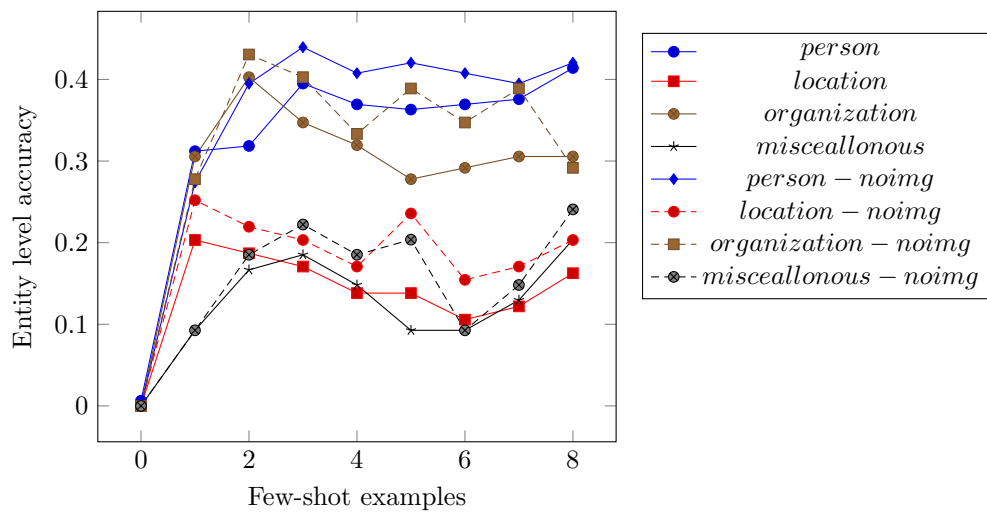 0
0.1
0.2
0.3
0.4
Entity level accuracy
0 2 4 6 8
Few-shot examples
person
location
organization
misceallonous
person − noimg
location − noimg
organization − noimg
misceallonous − noimg